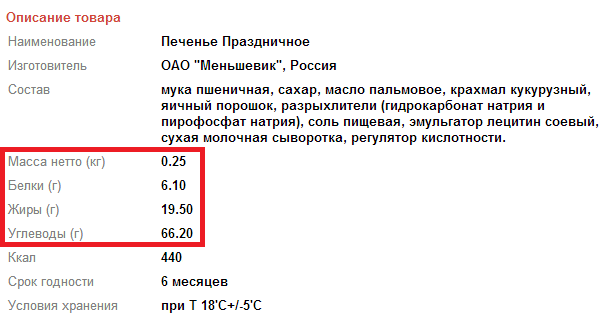 Описание товара
Наименование Печенье Праздничное
Изготовитель ОАО "Меньшевик", Россия
Состав мука пшеничная, сахар, масло пальмовое, крахмал кукурузный,
яичный порошок, разрыхлители (гидрокарбонат натрия и
пирофосфат натрия), соль пищевая, эмульгатор лецитин соевый,
сухая молочная сыворотка, регулятор кислотности.
Масса нетто (кг) 0.25
Белки (г) 6.10
Жиры (г) 19.50
Углеводы (г) 66.20
Ккал 440
Срок годности 6 месяцев
Условия хранения при Т 18'С+/-5'С